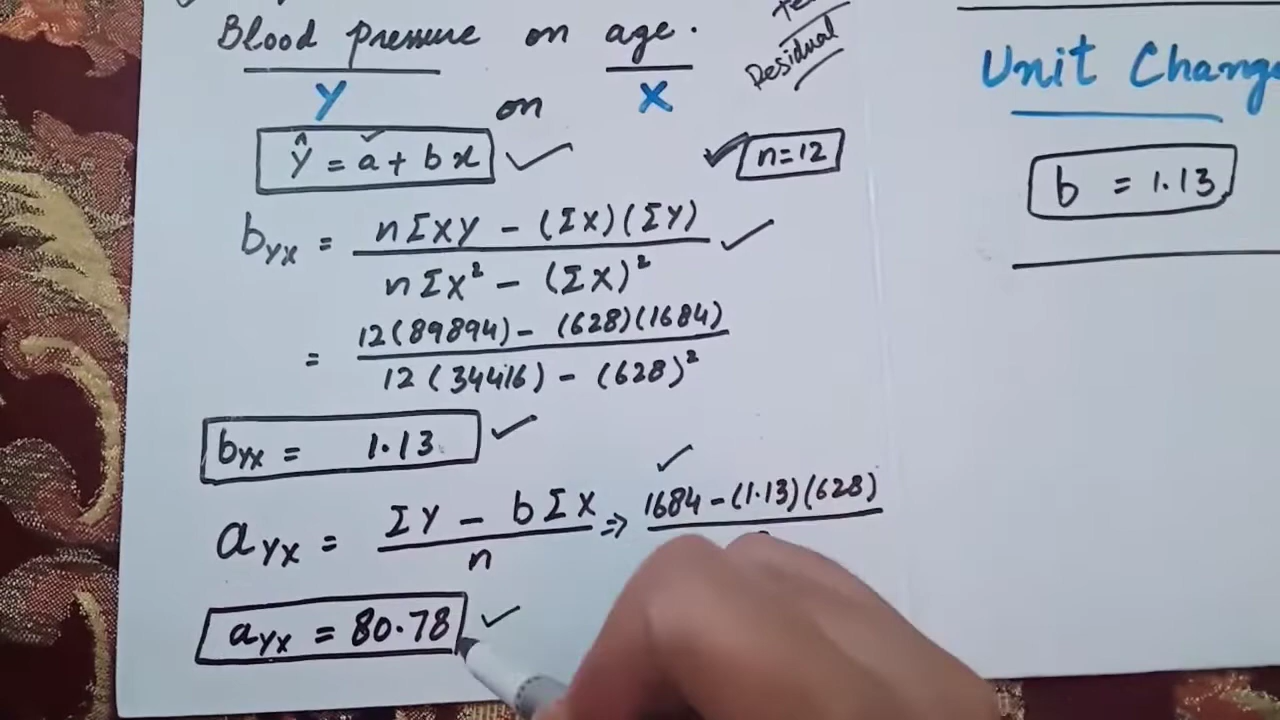 Blood pressure on age.
Residual
Y on X
Ŷ = a + bx
n=12
bYX = nΣXY - (ΣX)(ΣY) / nΣX² - (ΣX)²
= 12(89894) - (628)(1684) / 12(34416) - (628)²
bYX = 1.13
aYX = ΣY - bΣX / n ⇒ 1684-(1.13)(628)
aYX = 80.78
Unit Change
b = 1.13